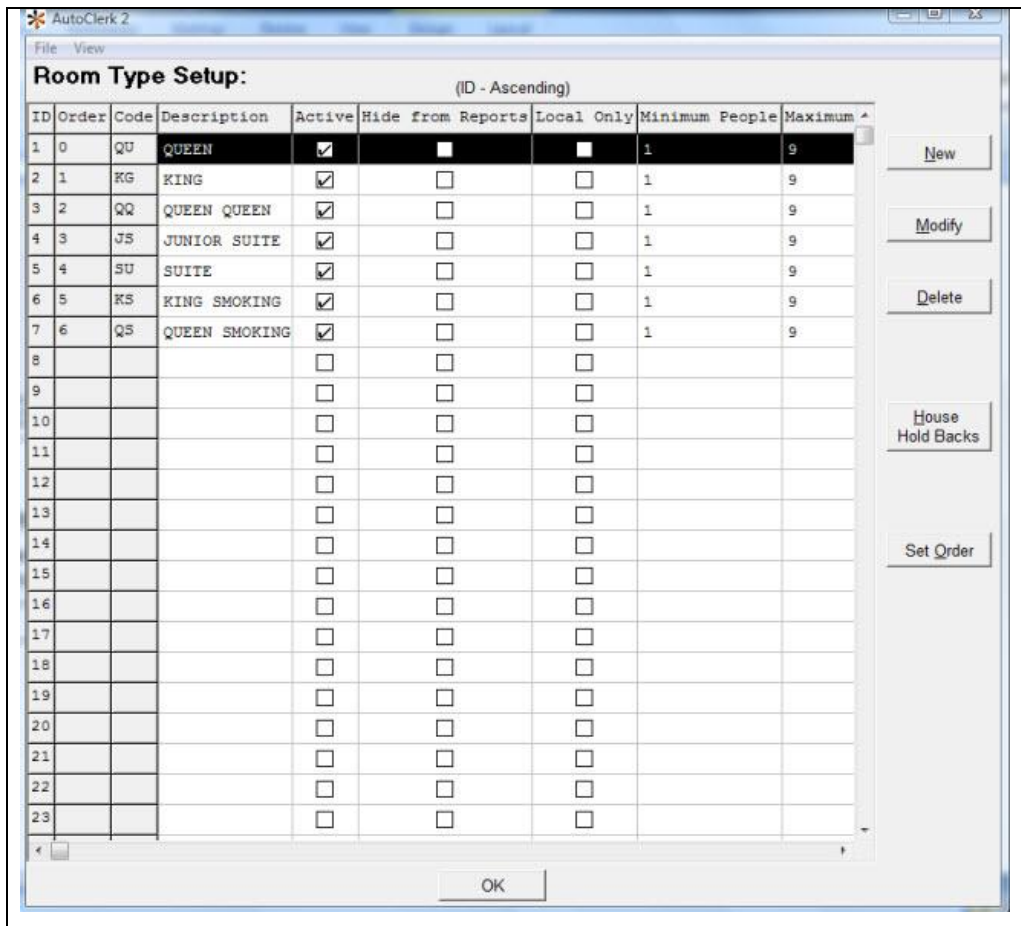 AutoClerk 2
File View
Room Type Setup:
(ID - Ascending)
ID Order Code Description Active Hide from Reports Local Only Minimum People Maximum
1 0 QU QUEEN 1 9
2 1 KG KING 1 9
3 2 QQ QUEEN QUEEN 1 9
4 3 JS JUNIOR SUITE 1 9
5 4 SU SUITE 1 9
6 5 KS KING SMOKING 1 9
7 6 QS QUEEN SMOKING 1 9
8
9
10
11
12
13
14
15
16
17
18
19
20
21
22
23
New
Modify
Delete
House
Hold Backs
Set Order
OK